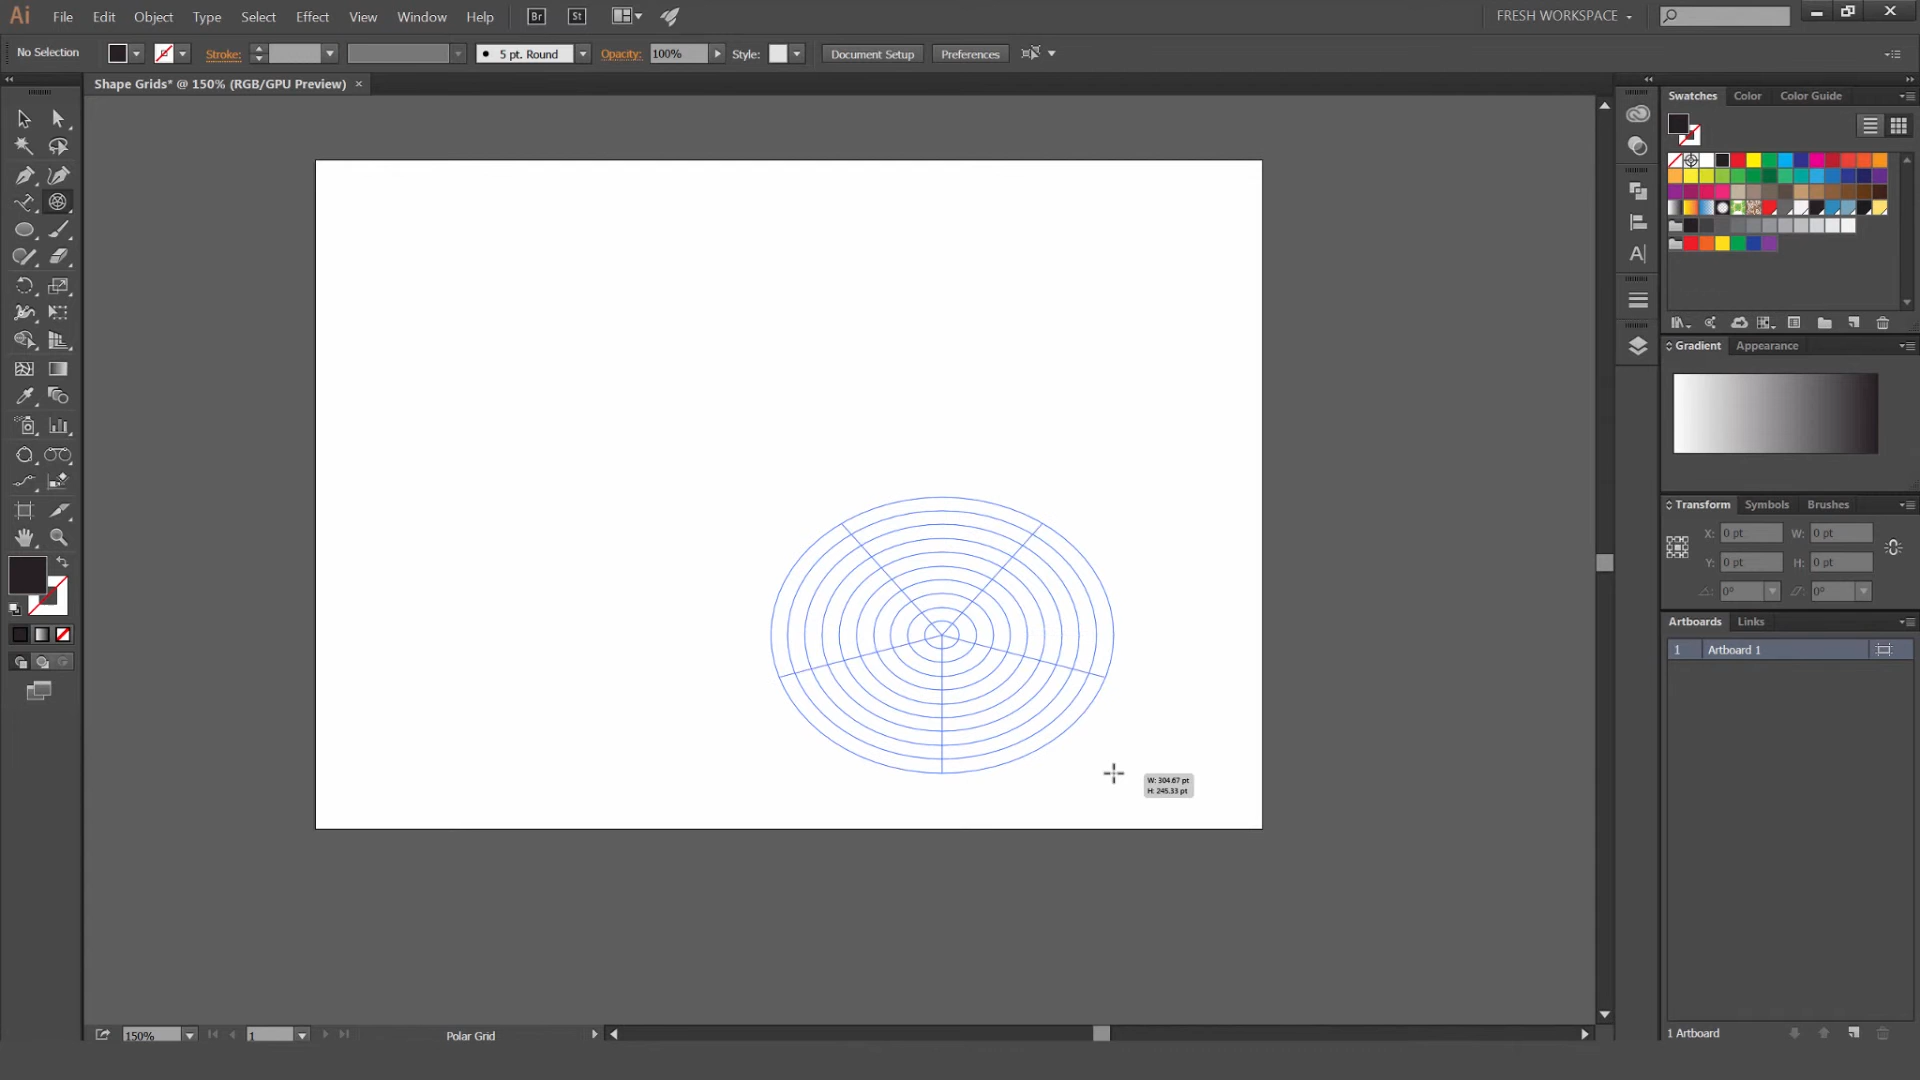 Ai File Edit Object Type Select Effect View Window Help Br St FRESH WORKSPACE
No Selection Stroke: 5 pt. Round Opacity: 100% Style: Document Setup Preferences
Shape Grids* @ 150% (RGB/GPU Preview) ×
Swatches Color Color Guide
Gradient Appearance
Transform Symbols Brushes
X: 0 pt W: 0 pt
Y: 0 pt H: 0 pt
0° 0°
Artboards Links
1 Artboard 1
W: 304.67 pt
H: 245.33 pt
150% 1 Polar Grid
1 Artboard